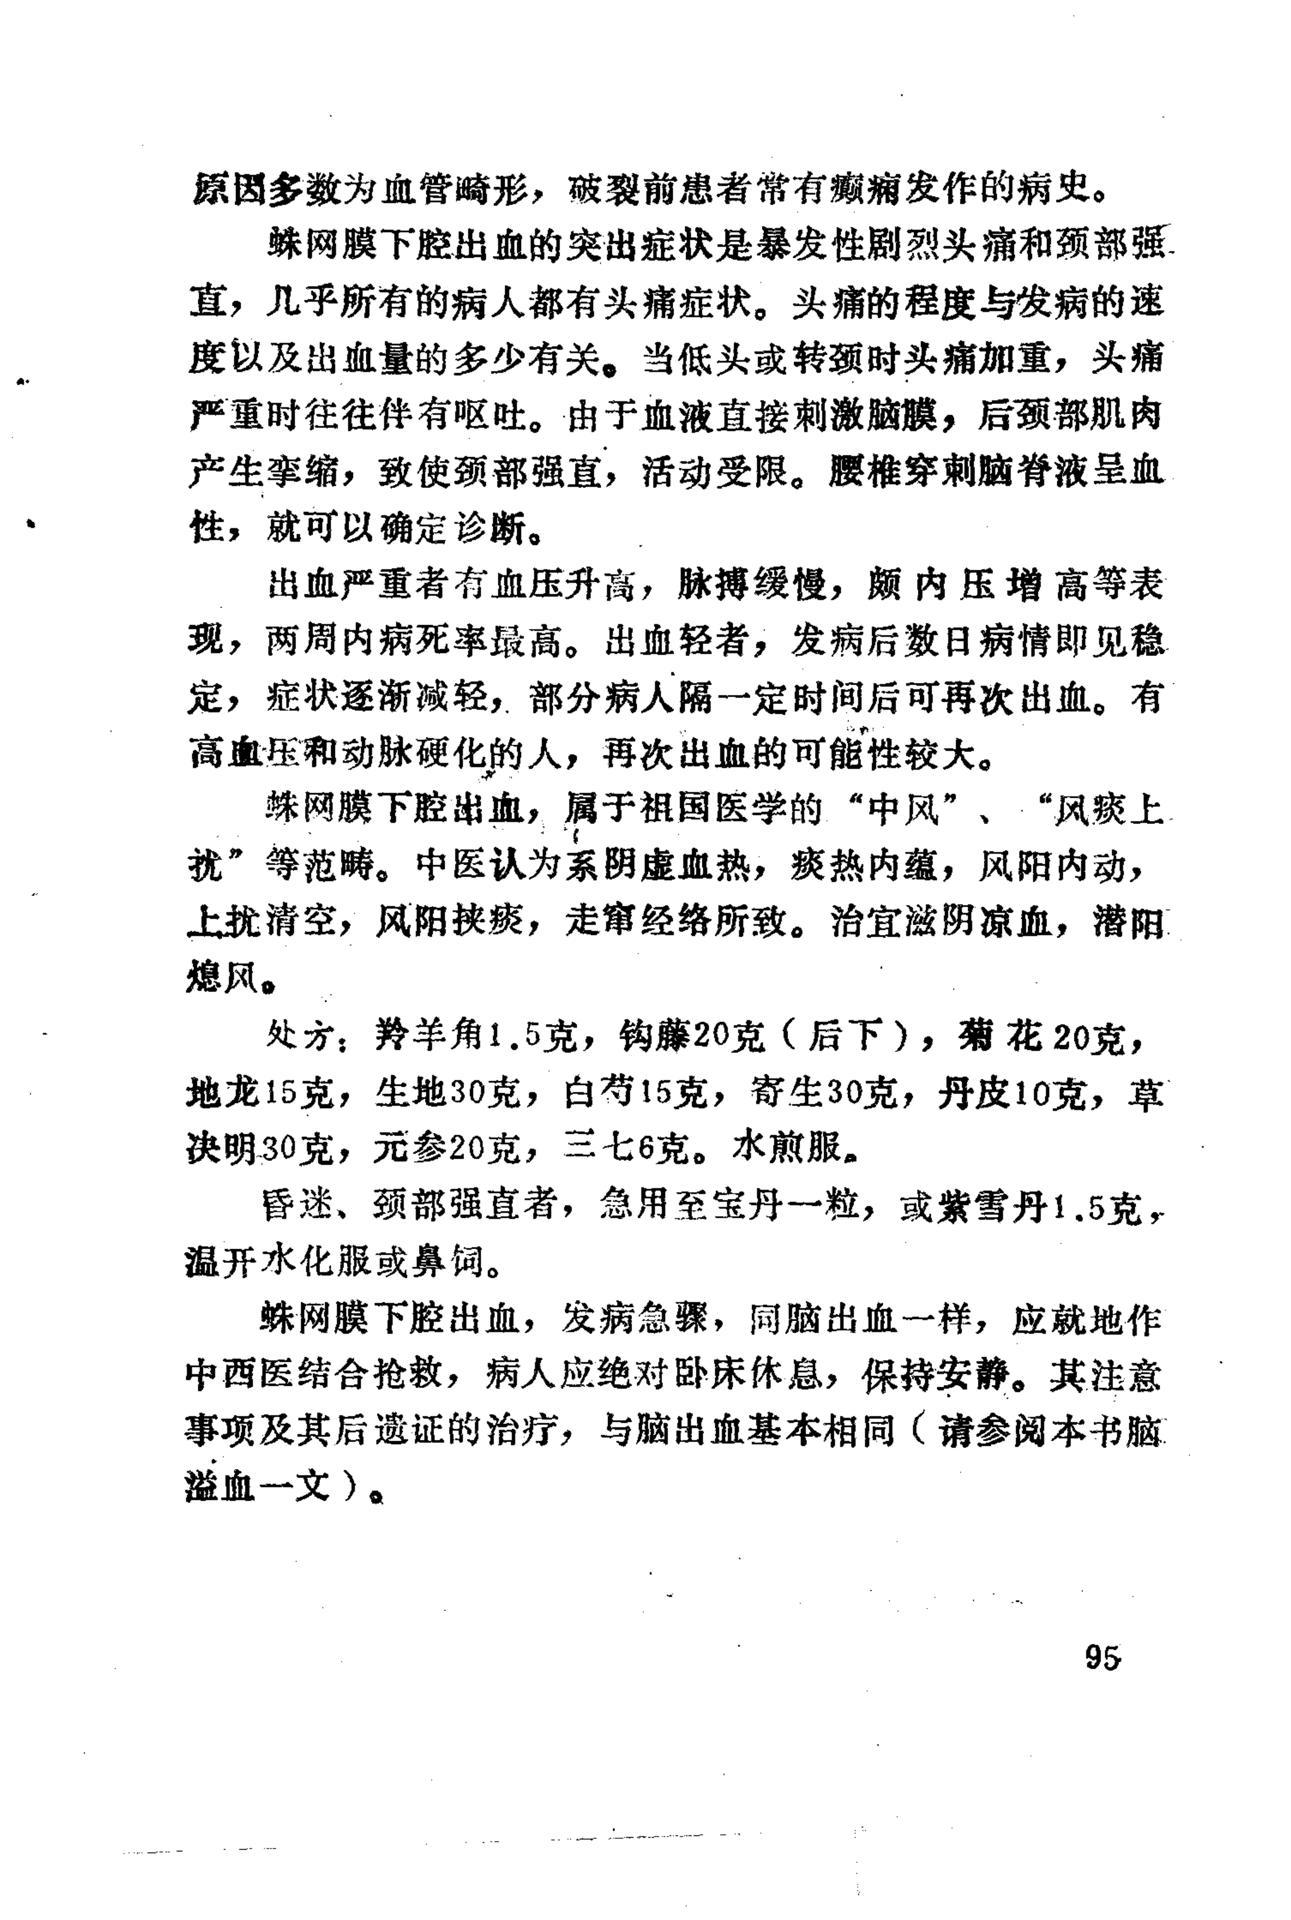 原因多数为血管畸形，破裂前患者常有癫痫发作的病史。
蛛网膜下腔出血的突出症状是暴发性剧烈头痛和颈部强
直，几乎所有的病人都有头痛症状。头痛的程度与发病的速
度以及出血量的多少有关。当低头或转颈时头痛加重，头痛
严重时往往伴有呕吐。由于血液直接刺激脑膜，后颈部肌肉
产生挛缩，致使颈部强直，活动受限。腰椎穿刺脑脊液呈血
性，就可以确定诊断。
出血严重者有血压升高，脉搏缓慢，颇内压增高等表
现，两周内病死率最高。出血轻者，发病后数日病情即见稳
定，症状逐渐减轻，部分病人隔一定时间后可再次出血。有
高血压和动脉硬化的人，再次出血的可能性较大。
蛛网膜下腔出血，属于祖国医学的“中风”、“风痰上
扰”等范畴。中医认为系阴虚血热，痰热内蕴，风阳内动，
上扰清空，风阳挟痰，走窜经络所致。治宜滋阴凉血，潜阳
熄风。
处方：羚羊角1.5克，钩藤20克（后下），菊花20克，
地龙15克，生地30克，白芍15克，寄生30克，丹皮10克，草
决明30克，元参20克，三七6克。水煎服。
昏迷、颈部强直者，急用至宝丹一粒，或紫雪丹1.5克，
温开水化服或鼻饲。
蛛网膜下腔出血，发病急骤，同脑出血一样，应就地作
中西医结合抢救，病人应绝对卧床休息，保持安静。其注意
事项及其后遗证的治疗，与脑出血基本相同（请参阅本书脑
溢血一文）。
95